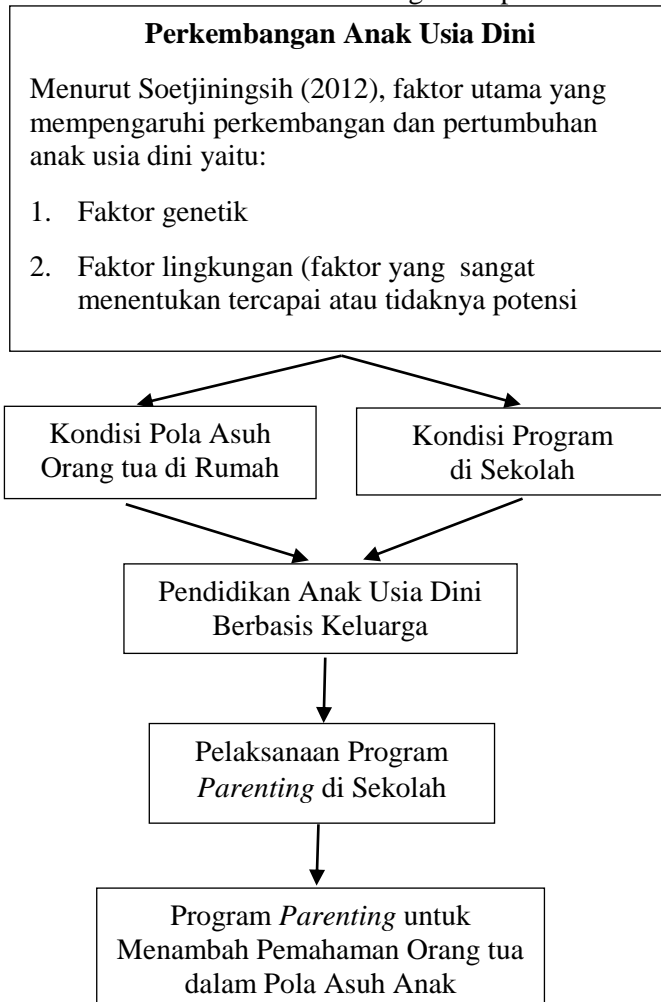 Perkembangan Anak Usia Dini
Menurut Soetjiningsih (2012), faktor utama yang
mempengaruhi perkembangan dan pertumbuhan
anak usia dini yaitu:
1. Faktor genetik
2. Faktor lingkungan (faktor yang sangat
menentukan tercapai atau tidaknya potensi
Kondisi Pola Asuh
Orang tua di Rumah
Kondisi Program
di Sekolah
Pendidikan Anak Usia Dini
Berbasis Keluarga
Pelaksanaan Program
Parenting di Sekolah
Program Parenting untuk
Menambah Pemahaman Orang tua
dalam Pola Asuh Anak